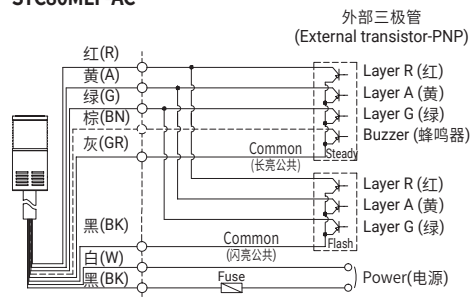 STC80MLF-AC
外部三极管
(External transistor-PNP)
红(R)
黄(A)
绿(G)
棕(BN)
灰(GR)
Common
(长亮公共)
Steady
Layer R (红)
Layer A (黄)
Layer G (绿)
Buzzer (蜂鸣器)
Layer R (红)
Layer A (黄)
Layer G (绿)
黑(BK)
Common
(闪亮公共)
Flash
白(W)
黑(BK)
Fuse
Power(电源)